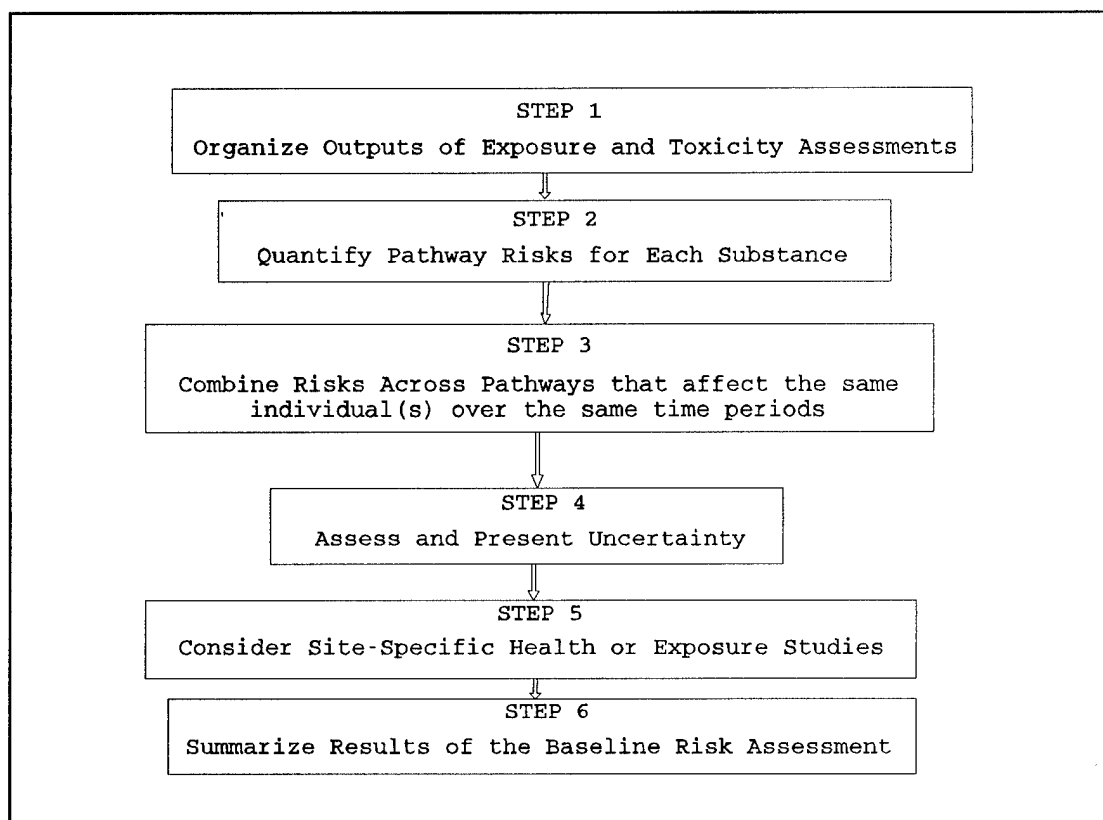 STEP 1
Organize Outputs of Exposure and Toxicity Assessments
STEP 2
Quantify Pathway Risks for Each Substance
STEP 3
Combine Risks Across Pathways that affect the same
individual(s) over the same time periods
STEP 4
Assess and Present Uncertainty
STEP 5
Consider Site-Specific Health or Exposure Studies
STEP 6
Summarize Results of the Baseline Risk Assessment